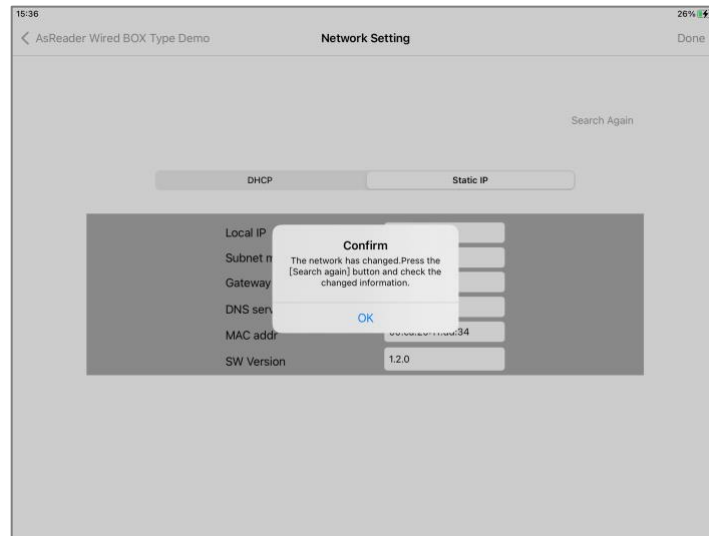 15:36
26%
AsReader Wired BOX Type Demo
Network Setting
Done
Search Again
DHCP
Static IP
Local IP
Subnet
Gateway
DNS
MAC addr
SW Version
1.2.0
Confirm
The network has changed.Press the
[Search again] button and check the
changed information.
OK